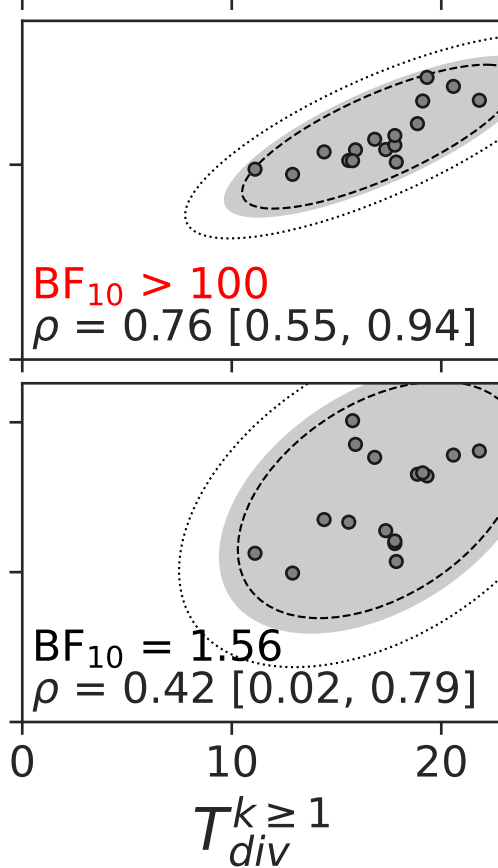 BF₁₀ > 100
ρ = 0.76 [0.55, 0.94]
BF₁₀ = 1.56
ρ = 0.42 [0.02, 0.79]
0 10 20
T_{div}^{k ≥ 1}